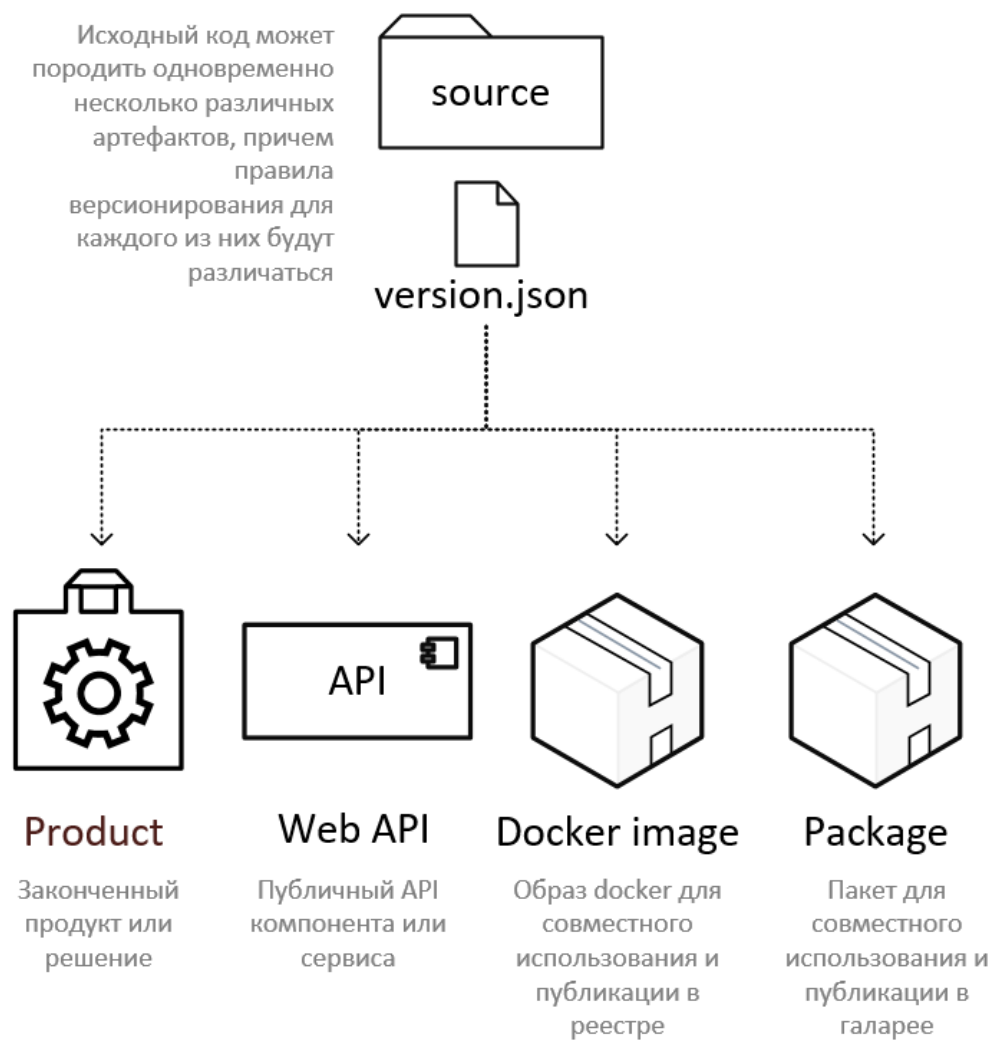 Исходный код может
породить одновременно
несколько различных
артефактов, причем
правила
версионирования для
каждого из них будут
различаться
source
version.json
API
Product
Законченный
продукт или
решение
Web API
Публичный API
компонента или
сервиса
Docker image
Образ docker для
совместного
использования и
публикации в
реестре
Package
Пакет для
совместного
использования и
публикации в
галарее